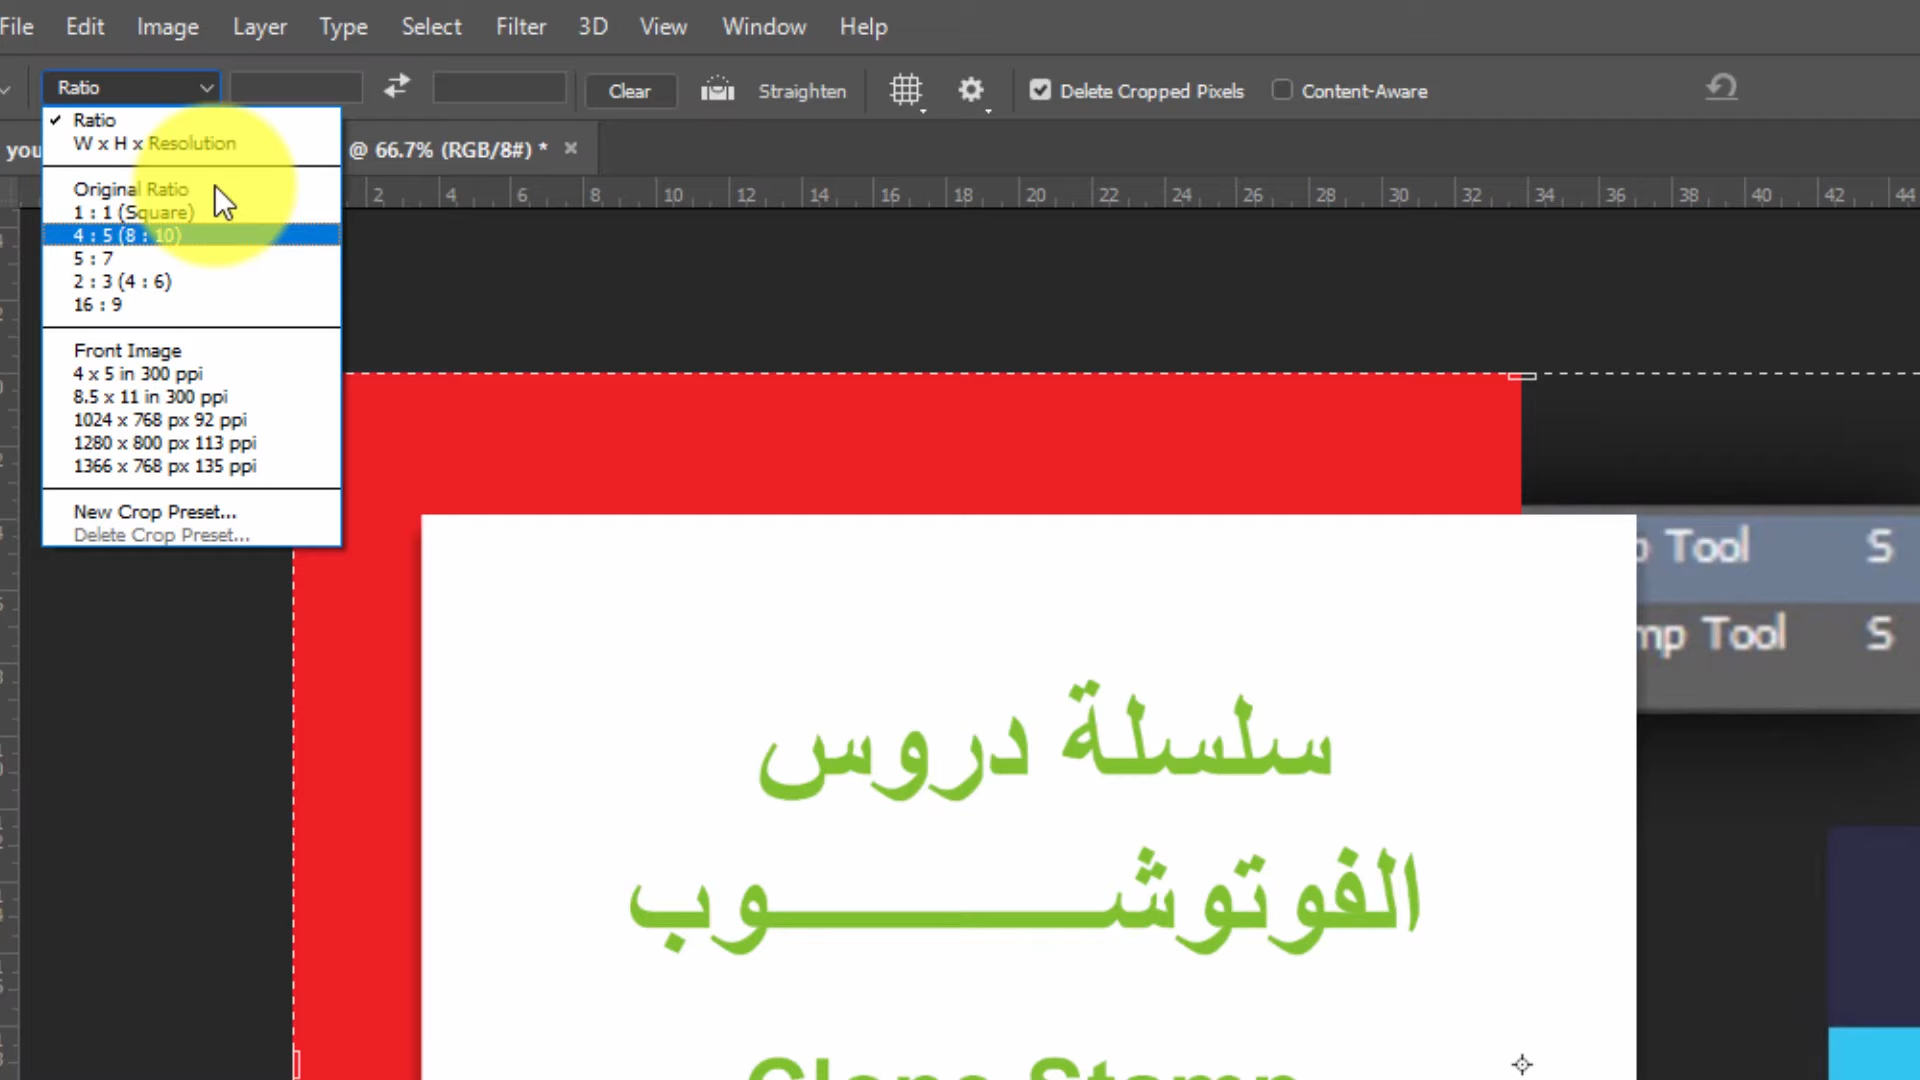 File Edit Image Layer Type Select Filter 3D View Window Help
Ratio Clear Straighten Delete Cropped Pixels Content-Aware
you @ 66.7% (RGB/8#) * ×
2 4 6 8 10 12 14 16 18 20 22 24 26 28 30 32 34 36 38 40 42 44
Ratio
W x H x Resolution
Original Ratio
1 : 1 (Square)
4 : 5 (8 : 10)
5 : 7
2 : 3 (4 : 6)
16 : 9
Front Image
4 x 5 in 300 ppi
8.5 x 11 in 300 ppi
1024 x 768 px 92 ppi
1280 x 800 px 113 ppi
1366 x 768 px 135 ppi
New Crop Preset...
Delete Crop Preset...
p Tool S
mp Tool S
سلسلة دروس
الفوتوشـــــــــــوب
Clone Stamp